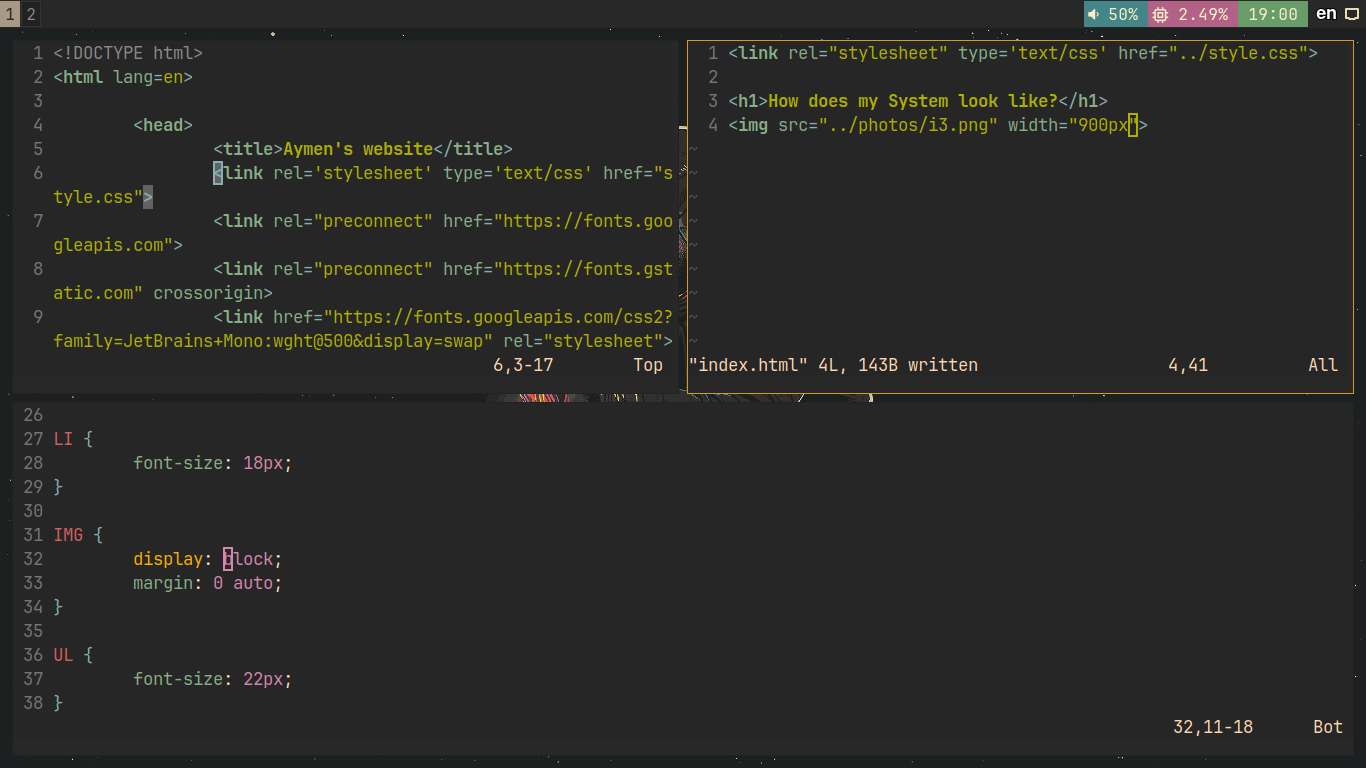 1 2 50% 2.49% 19:00 en
1 <!DOCTYPE html>
2 <html lang=en>
3
4 <head>
5 <title>Aymen's website</title>
6 <link rel='stylesheet' type='text/css' href="s
tyle.css">
7 <link rel="preconnect" href="https://fonts.goo
gleapis.com">
8 <link rel="preconnect" href="https://fonts.gst
atic.com" crossorigin>
9 <link href="https://fonts.googleapis.com/css2?
family=JetBrains+Mono:wght@500&display=swap" rel="stylesheet">
6,3-17 Top
1 <link rel="stylesheet" type='text/css' href="../style.css">
2
3 <h1>How does my System look like?</h1>
4 <img src="../photos/i3.png" width="900px">
~
~
~
~
~
~
~
~
~
"index.html" 4L, 143B written 4,41 All
26
27 LI {
28 font-size: 18px;
29 }
30
31 IMG {
32 display: block;
33 margin: 0 auto;
34 }
35
36 UL {
37 font-size: 22px;
38 }
32,11-18 Bot